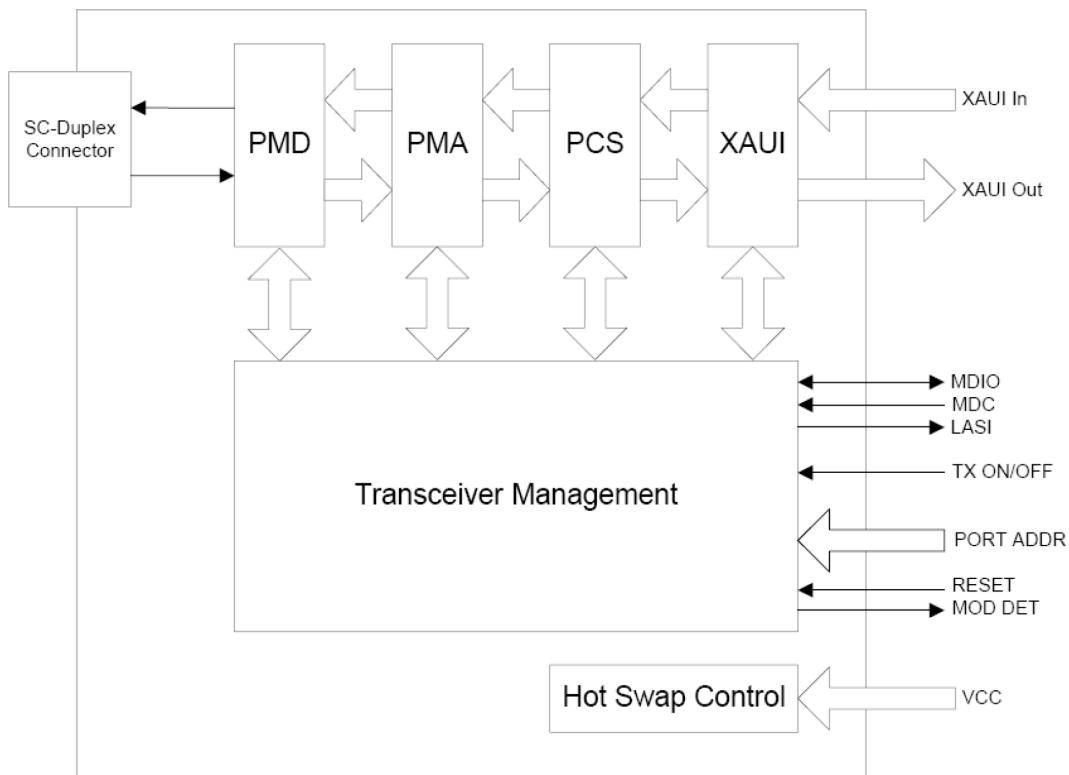 SC-Duplex
Connector
PMD
PMA
PCS
XAUI
XAUI In
XAUI Out
MDIO
MDC
LASI
TX ON/OFF
Transceiver Management
PORT ADDR
RESET
MOD DET
Hot Swap Control
VCC